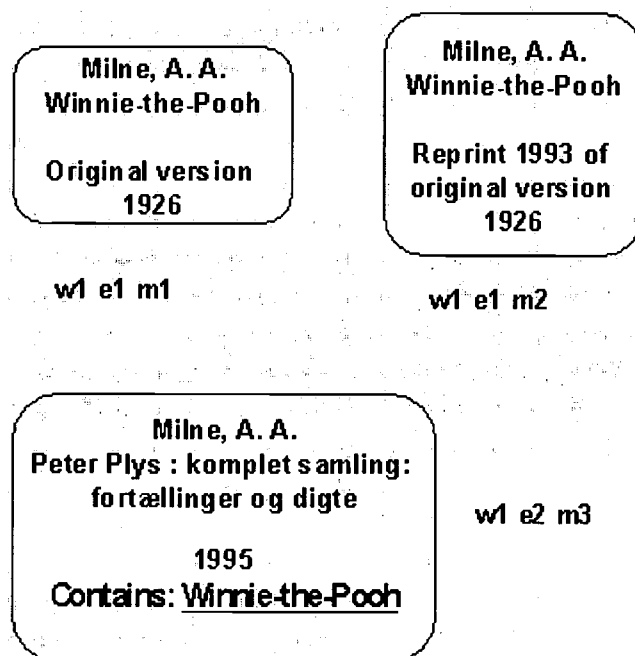 Milne, A. A.
Winnie-the-Pooh
Original version
1926
w1 e1 m1
Milne, A. A.
Winnie-the-Pooh
Reprint 1993 of
original version
1926
w1 e1 m2
Milne, A. A.
Peter Plys : komplet samling:
fortællinger og digte
1995
Contains: Winnie-the-Pooh
w1 e2 m3